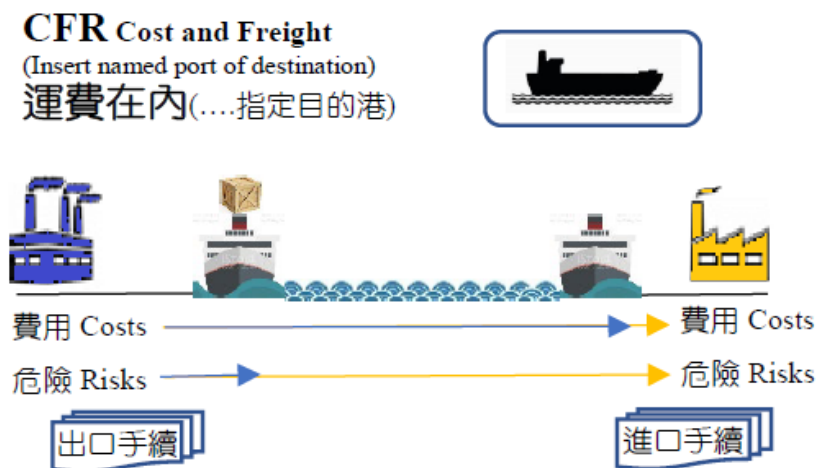 CFR Cost and Freight
(Insert named port of destination)
運費在內(....指定目的港)
費用 Costs 費用 Costs
危險 Risks 危險 Risks
出口手續 進口手續